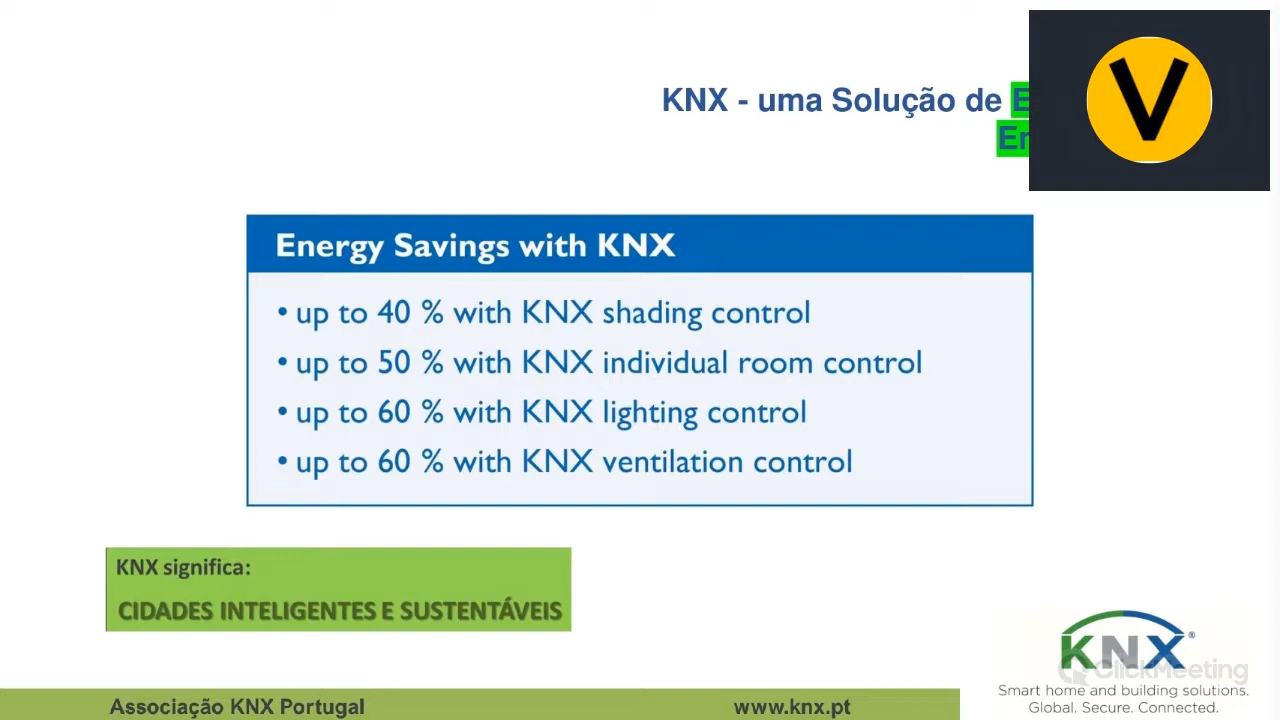 KNX - uma Solução de
V
Energy Savings with KNX
• up to 40 % with KNX shading control
• up to 50 % with KNX individual room control
• up to 60 % with KNX lighting control
• up to 60 % with KNX ventilation control
KNX significa:
CIDADES INTELIGENTES E SUSTENTÁVEIS
KNX®
ClickMeeting
Smart home and building solutions.
Global. Secure. Connected.
Associação KNX Portugal
www.knx.pt